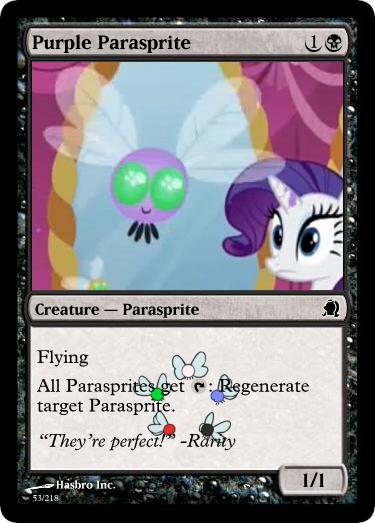 Purple Parasprite 1
Creature — Parasprite
Flying
All Parasprites get : Regenerate
target Parasprite.
“They're perfect!” -Rarity
Hasbro Inc.
53/218
1/1